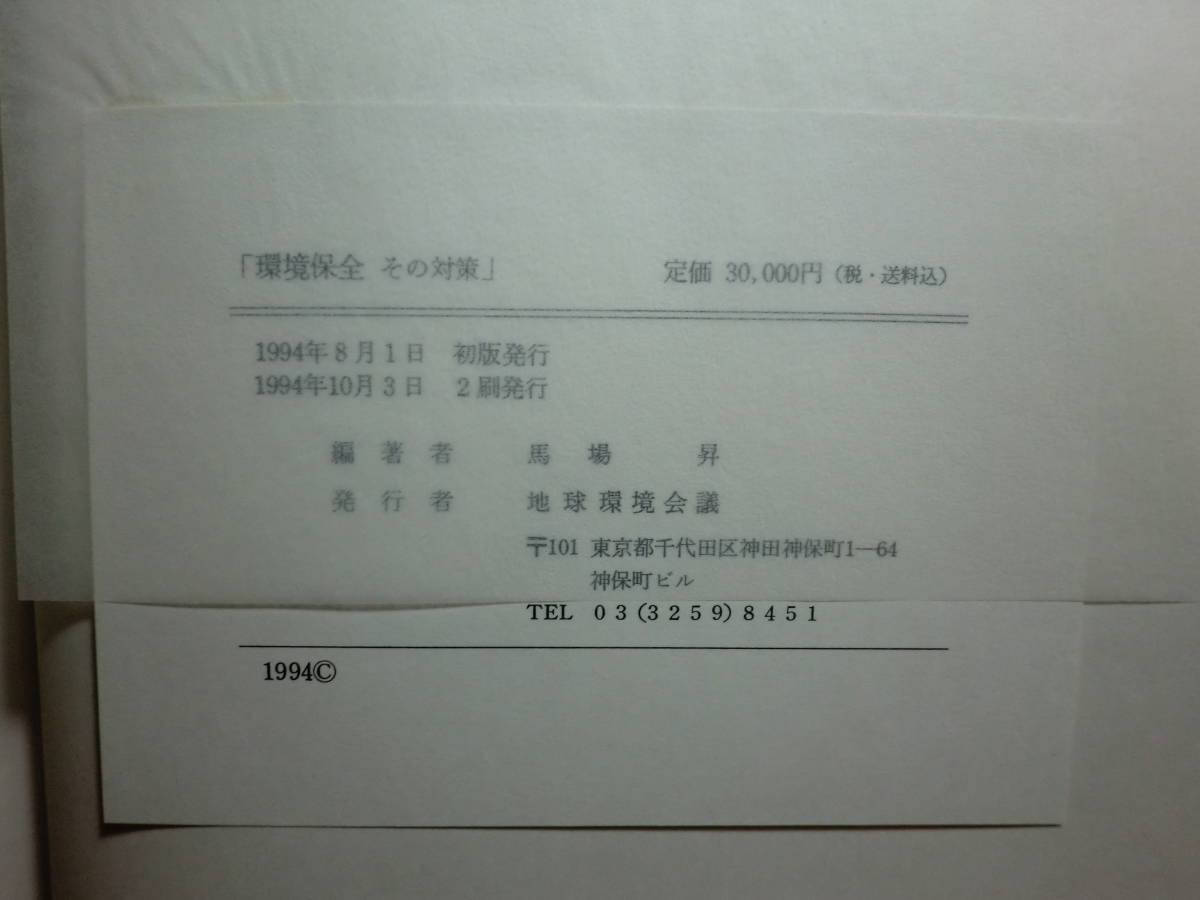 「環境保全 その対策」 定価 30,000円（税・送料込）
1994年8月1日 初版発行
1994年10月3日 2刷発行
編著者 馬場 昇
発行者 地球環境会議
〒101 東京都千代田区神田神保町1―64
神保町ビル
TEL 03（3259）8451
1994©